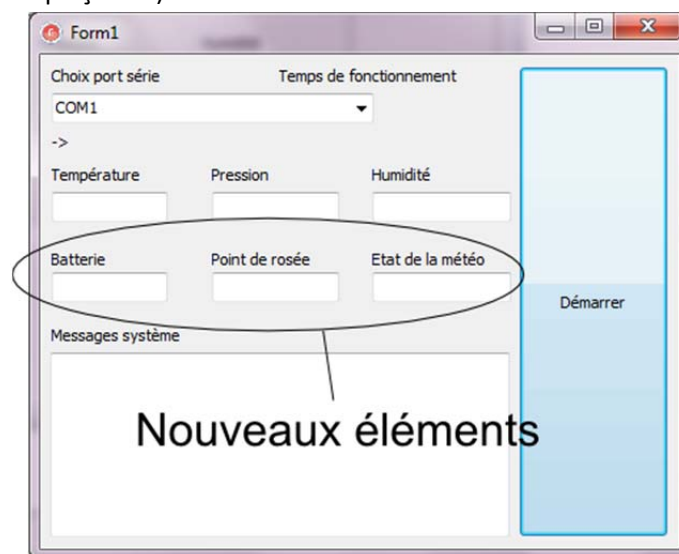 Form1
Choix port série Temps de fonctionnement
COM1
->
Température Pression Humidité
Batterie Point de rosée Etat de la météo
Démarrer
Messages système
Nouveaux éléments